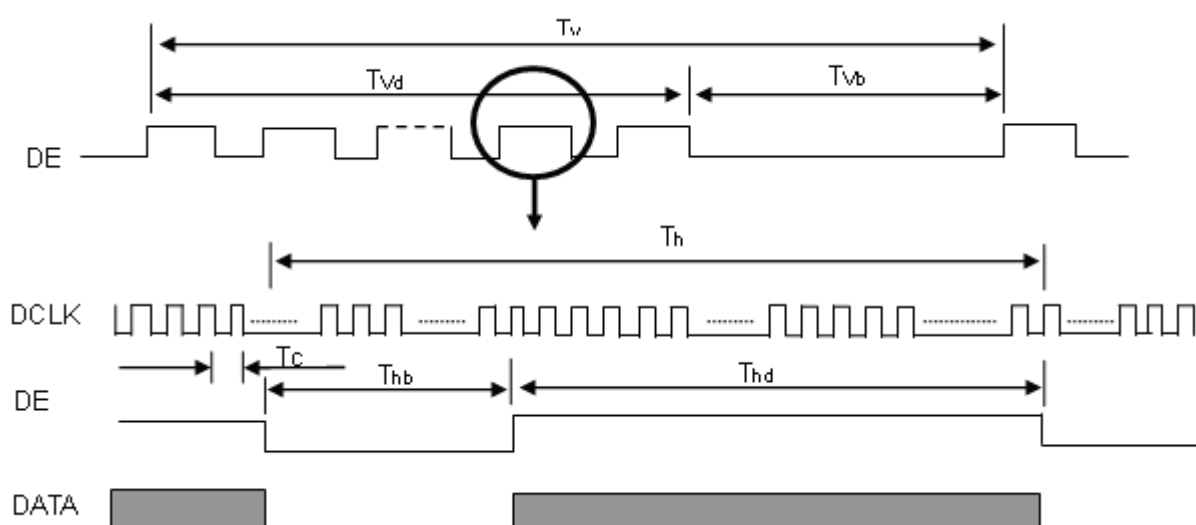 Tv
TVd
TVb
DE
Th
DCLK
TC
Thb
Thd
DE
DATA